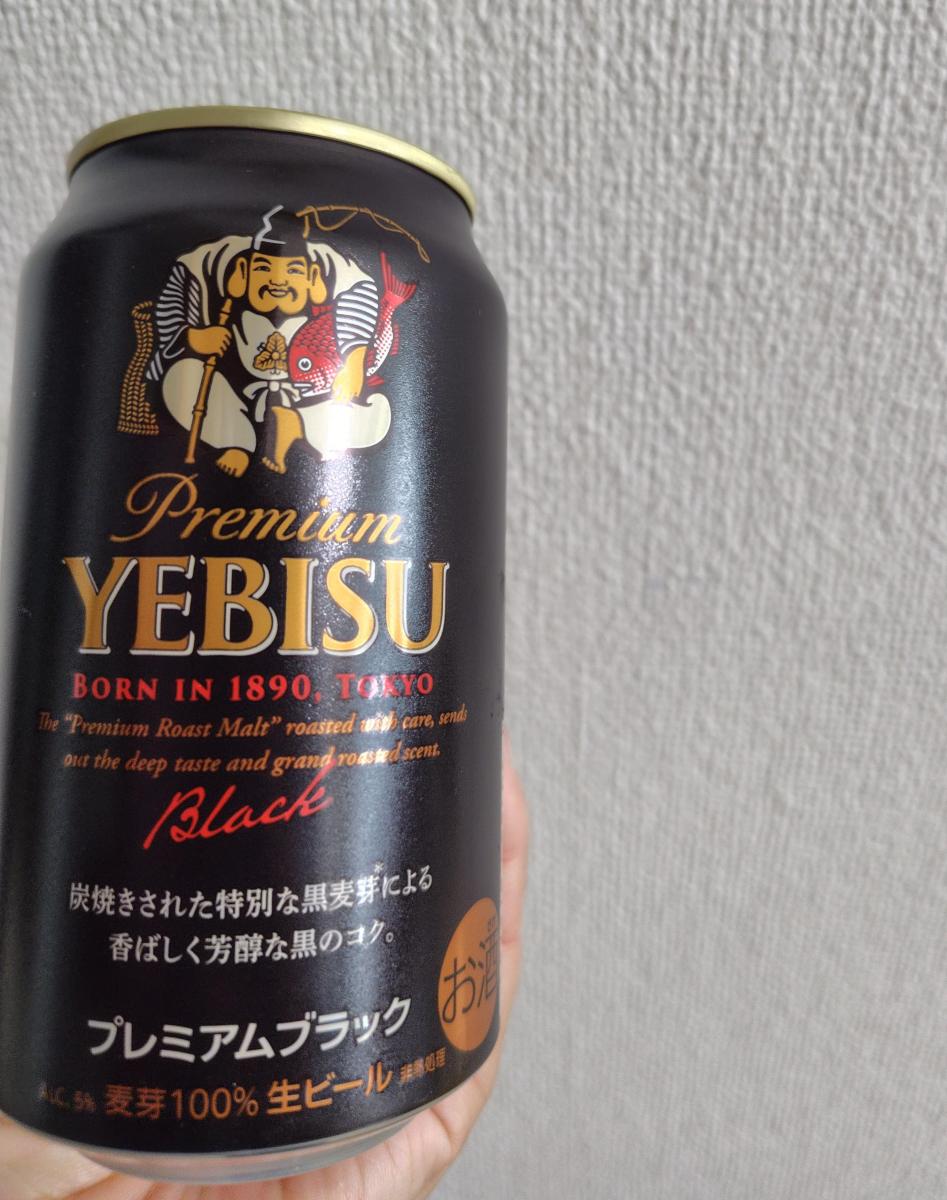 Premium
YEBISU
BORN IN 1890, TOKYO
The "Premium Roast Malt" roasted with care, sends
out the deep taste and grand roasted scent.
Black
炭焼きされた特別な黒麦芽※による
香ばしく芳醇な黒のコク。
お酒
プレミアムブラック
ALC. 5% 麦芽100% 生ビール 非熱処理